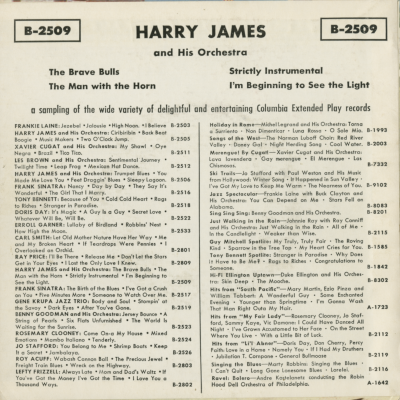 B-2509
HARRY JAMES
B-2509
and His Orchestra
The Brave Bulls
Strictly Instrumental
The Man with the Horn
I'm Beginning to See the Light
a sampling of the wide variety of delightful and entertaining Columbia Extended Play records
FRANKIE LAINE: Jezebel • Jalousie • High Noon • I Believe B-2503
HARRY JAMES and His Orchestra: Ciribiribin • Back Beat
Boogie • Music Makers • Two O'Clock Jump. B-2505
XAVIER CUGAT and His Orchestra: My Shawl • Oye
Negra • Brazil • Tico Tico. B-2511
LES BROWN and His Orchestra: Sentimental Journey •
Twilight Time • Leap Frog • Mexican Hat Dance. B-2512
HARRY JAMES and His Orchestra: Trumpet Blues • You
Made Me Love You • Feet Draggin' Blues • Sleepy Lagoon. B-2506
FRANK SINATRA: Nancy • Day by Day • They Say It's
Wonderful • The Girl That I Marry. B-2516
TONY BENNETT: Because of You • Cold Cold Heart • Rags
to Riches • Stranger in Paradise B-2518
DORIS DAY: It's Magic • A Guy Is a Guy • Secret Love •
Whatever Will Be, Will Be. B-2532
ERROLL GARNER: Lullaby of Birdland • Robbins' Nest
How High the Moon. B-2533
CARL SMITH: Let Old Mother Nature Have Her Way • Me
and My Broken Heart • If Teardrops Were Pennies • I
Overlooked an Orchid. B-2801
RAY PRICE: I'll Be There • Release Me • Don't Let the Stars
Get in Your Eyes • I Lost the Only Love I Knew. B-2809
HARRY JAMES and His Orchestra: The Brave Bulls • The
Man with the Horn • Strictly Instrumental • I'm Beginning to
See the Light. B-2509
FRANK SINATRA: The Birth of the Blues • I've Got a Crush
on You • Five Minutes More • Someone to Watch Over Me. B-2517
GENE KRUPA JAZZ TRIO: Body and Soul • Stompin' at
the Savoy • Dark Eyes • After You've Gone B-2519
BENNY GOODMAN and His Orchestra: Jersey Bounce • A
String of Pearls • Six Flats Unfurnished • The World Is
Waiting for the Sunrise. B-2523
ROSEMARY CLOONEY: Come On-a My House • Mixed
Emotions • Mambo Italiano • Tenderly. B-2524
JO STAFFORD: You Belong to Me • Shrimp Boats • Keep
It a Secret • Jambalaya. B-2526
ROY ACUFF: Wabash Cannon Ball • The Precious Jewel •
Freight Train Blues • Wreck on the Highway. B-2803
LEFTY FRIZZELL: Always Late • Mom and Dad's Waltz • If
You've Got the Money I've Got the Time • I Love You a
Thousand Ways. B-2802
Holiday in Rome—Michel Legrand and His Orchestra: Torna
a Surriento • Non Dimenticar • Luna Rossa • O Sole Mio. B-1993
Songs of the West—The Norman Luboff Choir: Red River
Valley • Doney Gal • Night Herding Song • Cool Water. B-2003
Merengue! by Cugat—Xavier Cugat and His Orchestra:
Luna lavendera • Gay merengue • El Merengue • Las
Chismosas. B-7332
Ski Trails—Jo Stafford with Paul Weston and His Music
from Hollywood: Winter Song • It Happened in Sun Valley •
I've Got My Love to Keep Me Warm • The Nearness of You. B-9102
Jazz Spectacular—Frankie Laine with Buck Clayton and
His Orchestra: You Can Depend on Me • Stars Fell on
Alabama. B-8083
Sing Sing Sing: Benny Goodman and His Orchestra. B-8201
Just Walking in the Rain—Johnnie Ray with Ray Conniff
and His Orchestra: Just Walking in the Rain • All of Me •
In the Candlelight • Weaker than Wise. B-2115
Guy Mitchell Spotlite: My Truly, Truly Fair • The Roving
Kind • Sparrow in the Tree Top • My Heart Cries for You. B-1585
Tony Bennett Spotlite: Stranger in Paradise • Why Does
It Have to Be Me? • Rags to Riches • Congratulations to
Someone. B-1842
Hi-Fi Ellington Uptown—Duke Ellington and His Orches-
tra: Skin Deep • The Mooche. B-8302
Hits from "South Pacific"—Mary Martin, Ezio Pinza and
William Tabbert: A Wonderful Guy • Some Enchanted
Evening • Younger than Springtime • I'm Gonna Wash
That Man Right Outa My Hair. A-1723
Hits from "My Fair Lady"—Rosemary Clooney, Jo Staf-
ford, Sammy Kaye, Vic Damone: I Could Have Danced All
Night • I've Grown Accustomed to Her Face • On the Street
Where You Live • With a Little Bit of Luck. B-2112
Hits from "Li'l Abner"—Doris Day, Don Cherry, Percy
Faith: Love in a Home • Namely You • If I Had My Druthers
• Jubilation T. Cornpone • General Bullmoose B-2119
Singing the Blues—Marty Robbins: Singing the Blues •
I Can't Quit • Long Gone Lonesome Blues • Lorelei. B-2116
Ravel: Bolero—Andre Kostelanetz conducting the Robin
Hood Dell Orchestra of Philadelphia. A-1642